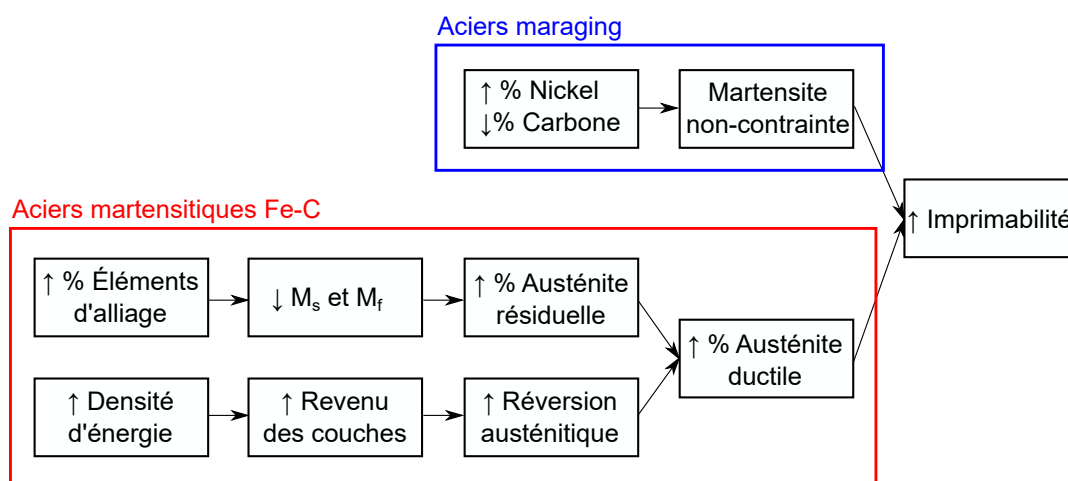 Aciers maraging
↑ % Nickel
↓% Carbone
Martensite
non-contrainte
↑ Imprimabilité
Aciers martensitiques Fe-C
↑ % Éléments
d'alliage
↓ Ms et Mf
↑ % Austénite
résiduelle
↑ % Austénite
ductile
↑ Densité
d'énergie
↑ Revenu
des couches
↑ Réversion
austénitique